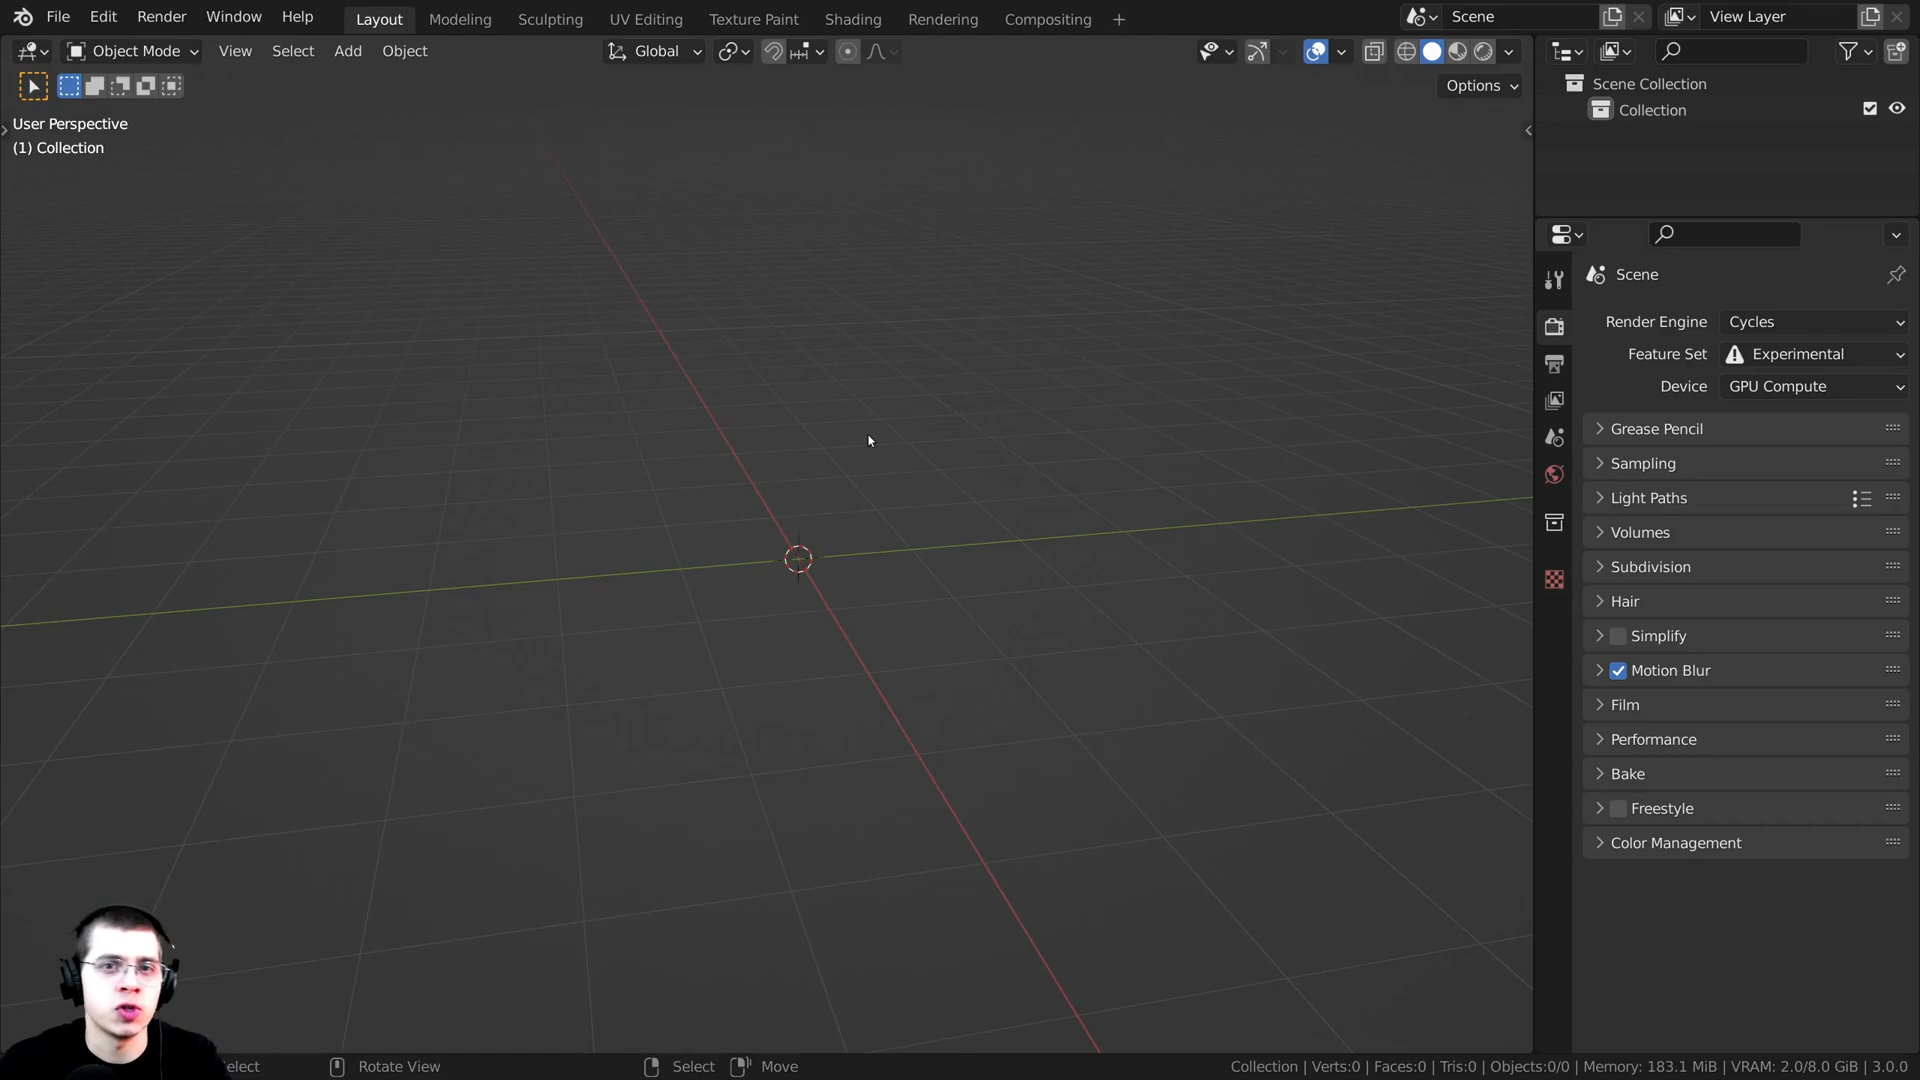 File Edit Render Window Help Layout Modeling Sculpting UV Editing Texture Paint Shading Rendering Compositing + Scene View Layer
Object Mode View Select Add Object Global
Options
User Perspective
(1) Collection
Scene Collection
Collection
Scene
Render Engine Cycles
Feature Set Experimental
Device GPU Compute
Grease Pencil
Sampling
Light Paths
Volumes
Subdivision
Hair
Simplify
Motion Blur
Film
Performance
Bake
Freestyle
Color Management
elect Rotate View Select Move Collection | Verts:0 | Faces:0 | Tris:0 | Objects:0/0 | Memory: 183.1 MiB | VRAM: 2.0/8.0 GiB | 3.0.0